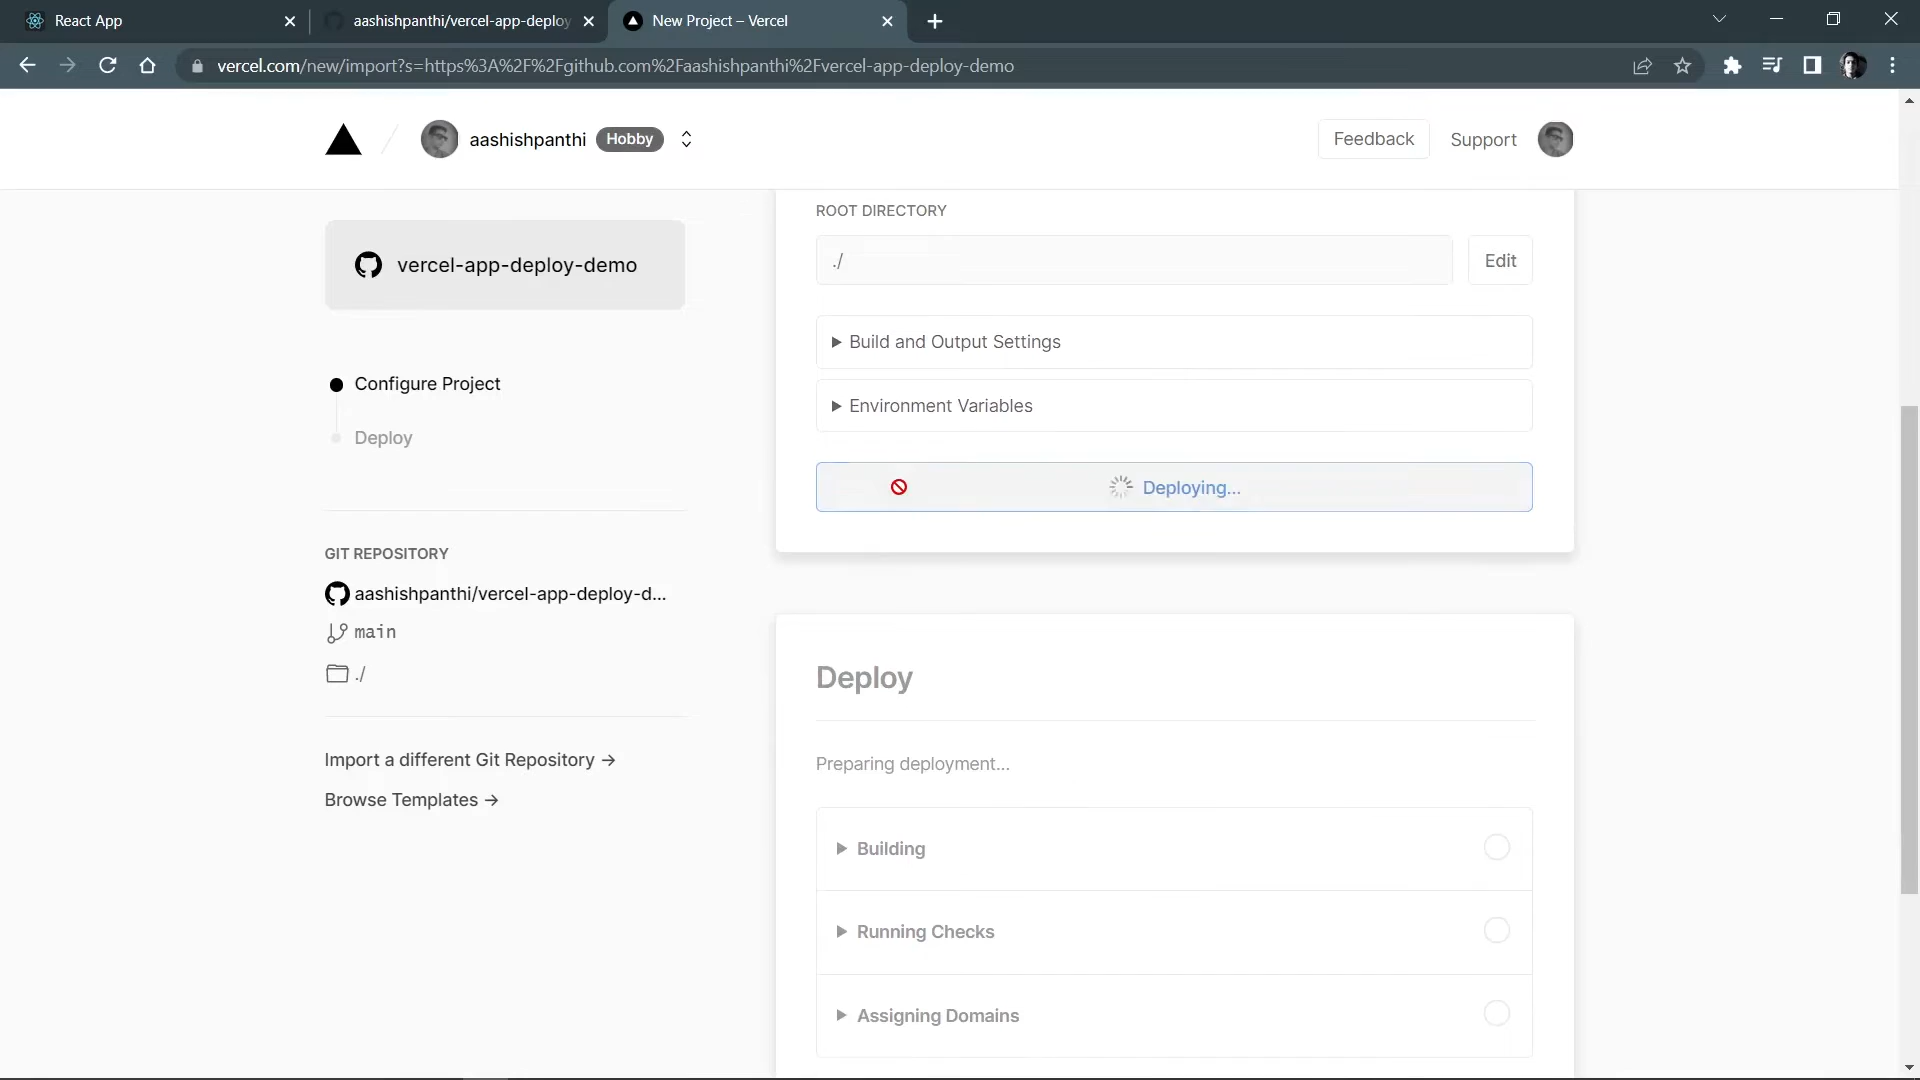 React App
aashishpanthi/vercel-app-deploy
New Project – Vercel
vercel.com/new/import?s=https%3A%2F%2Fgithub.com%2Faashishpanthi%2Fvercel-app-deploy-demo
aashishpanthi
Hobby
Feedback
Support
vercel-app-deploy-demo
Configure Project
Deploy
GIT REPOSITORY
aashishpanthi/vercel-app-deploy-d...
main
./
Import a different Git Repository →
Browse Templates →
ROOT DIRECTORY
./
Edit
Build and Output Settings
Environment Variables
Deploying...
Deploy
Preparing deployment...
Building
Running Checks
Assigning Domains